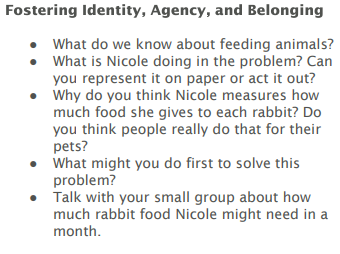 Fostering Identity, Agency, and Belonging
● What do we know about feeding animals?
● What is Nicole doing in the problem? Can
you represent it on paper or act it out?
● Why do you think Nicole measures how
much food she gives to each rabbit? Do
you think people really do that for their
pets?
● What might you do first to solve this
problem?
● Talk with your small group about how
much rabbit food Nicole might need in a
month.